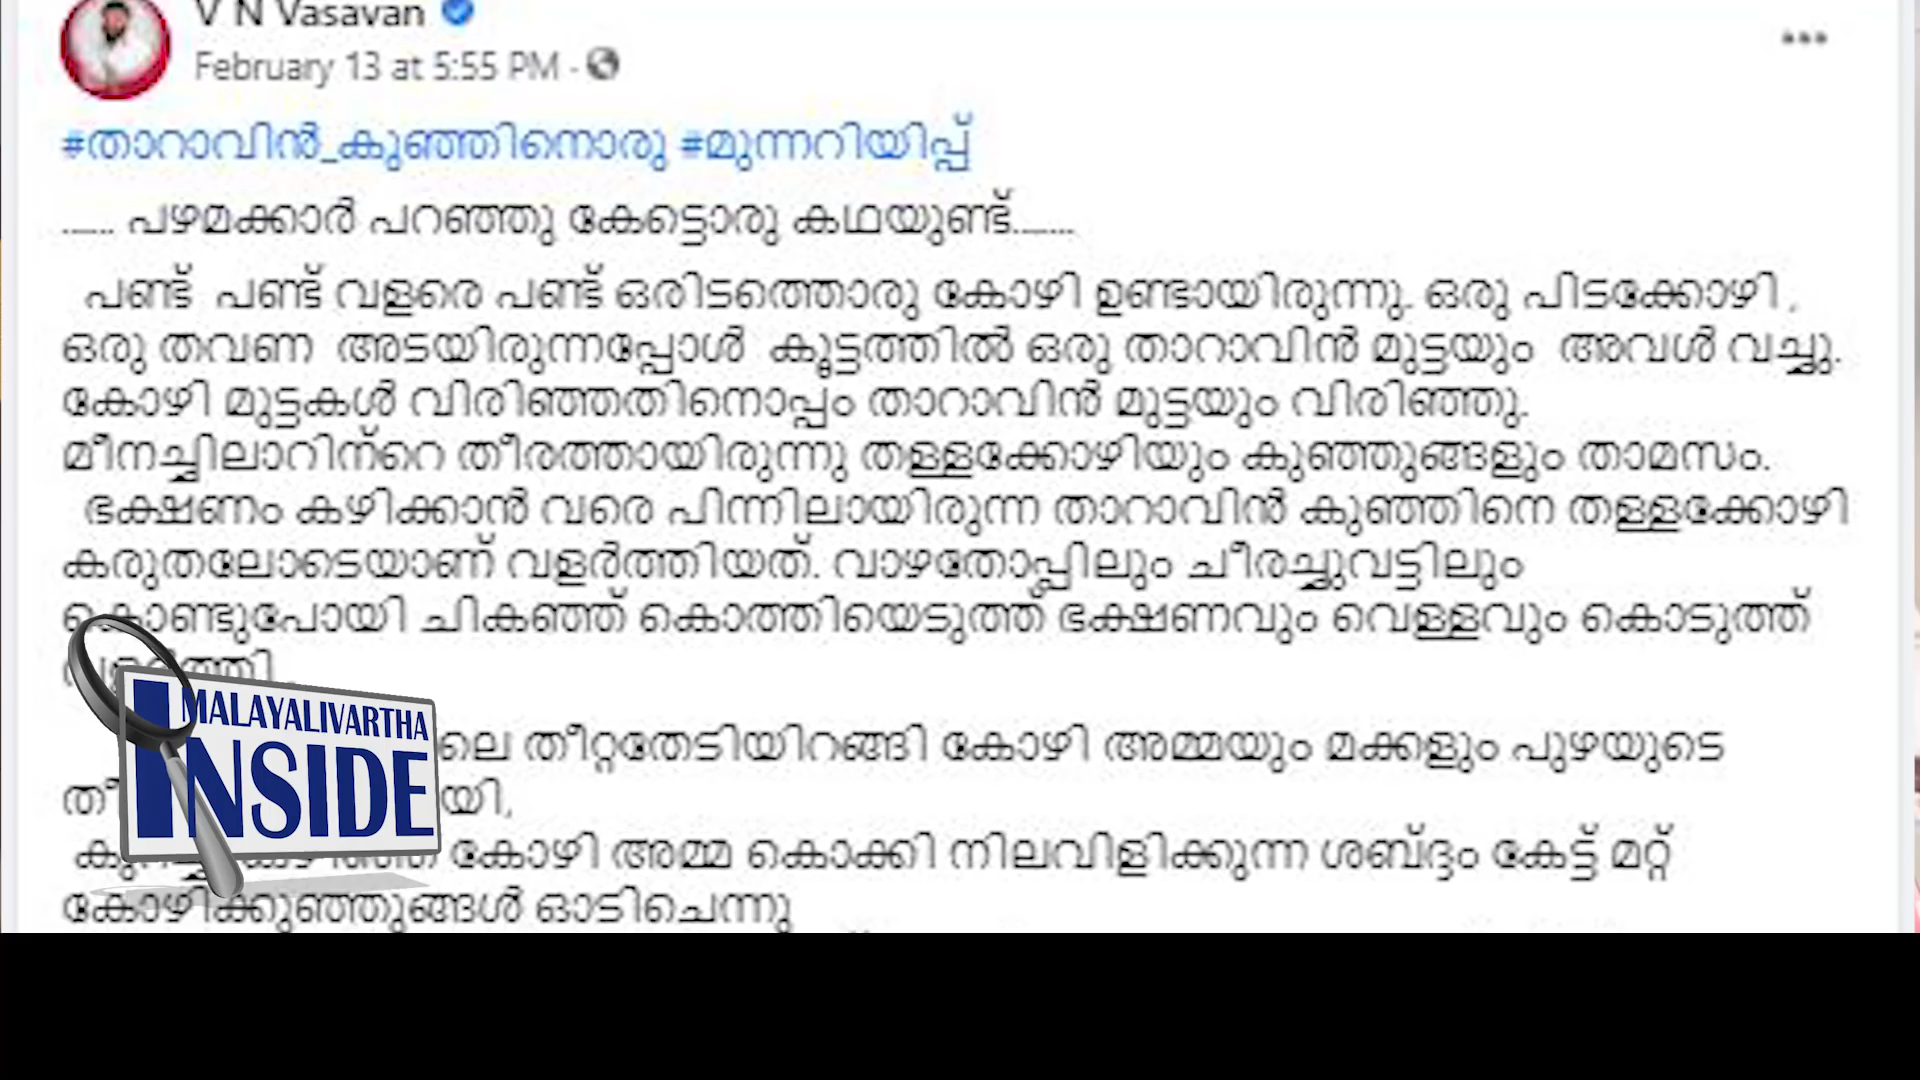 V N Vasavan
February 13 at 5:55 PM ·
#താറാവിൻ_കുഞ്ഞിനൊരു #മുന്നറിയിപ്പ്
...... പഴമക്കാർ പറഞ്ഞു കേട്ടൊരു കഥയുണ്ട്.......
പണ്ട് പണ്ട് വളരെ പണ്ട് ഒരിടത്തൊരു കോഴി ഉണ്ടായിരുന്നു. ഒരു പിടക്കോഴി ,
ഒരു തവണ അടയിരുന്നപ്പോൾ കൂട്ടത്തിൽ ഒരു താറാവിൻ മുട്ടയും അവൾ വച്ചു.
കോഴി മുട്ടകൾ വിരിഞ്ഞതിനൊപ്പം താറാവിൻ മുട്ടയും വിരിഞ്ഞു.
മീനച്ചിലാറിന്റെ തീരത്തായിരുന്നു തള്ളക്കോഴിയും കുഞ്ഞുങ്ങളും താമസം.
ഭക്ഷണം കഴിക്കാൻ വരെ പിന്നിലായിരുന്ന താറാവിൻ കുഞ്ഞിനെ തള്ളക്കോഴി
കരുതലോടെയാണ് വളർത്തിയത്. വാഴതോപ്പിലും ചീരച്ചുവട്ടിലും
കൊണ്ടുപോയി ചികഞ്ഞ് കൊത്തിയെടുത്ത് ഭക്ഷണവും വെള്ളവും കൊടുത്ത്
തീറ്റതേടിയിറങ്ങി കോഴി അമ്മയും മക്കളും പുഴയുടെ
കോഴി അമ്മ കൊക്കി നിലവിളിക്കുന്ന ശബ്ദം കേട്ട് മറ്റ്
കോഴിക്കുഞ്ഞുങ്ങൾ ഓടിചെന്നു
MALAYALIVARTHA
INSIDE